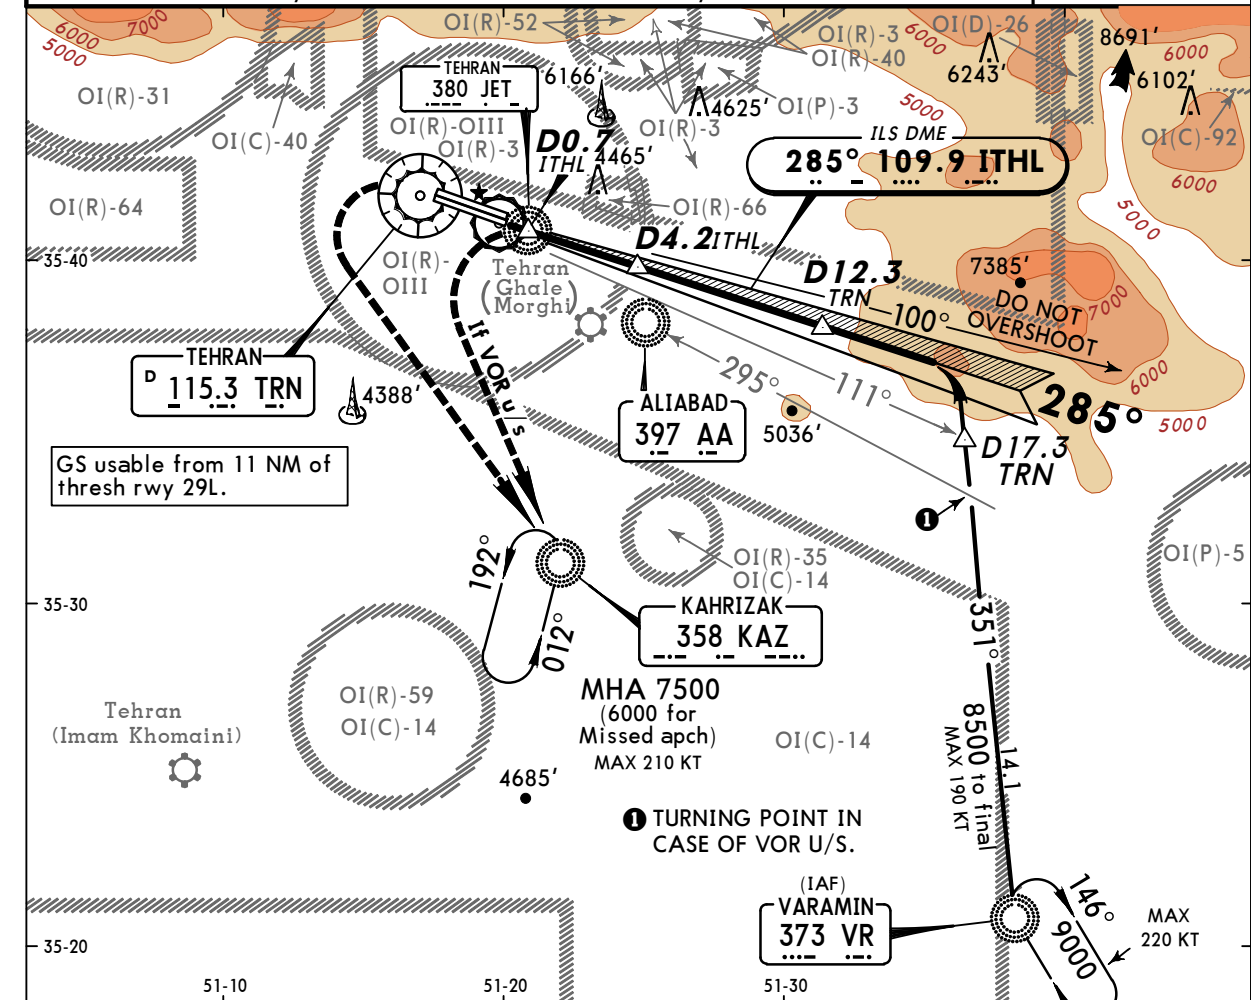 6000
7000
5000
OI(R)-52
OI(R)-3
OI(R)-40
6000
OI(D)-26
8691'
6000
6243'
6102'
TEHRAN
380 JET
6166'
4625'
OI(P)-3
5000
OI(R)-31
OI(C)-40
OI(R)-OIII
OI(R)-3
D0.7
ITHL
4465'
OI(R)-3
ILS DME
285° 109.9 ITHL
OI(C)-92
6000
OI(R)-64
OI(R)-66
5000
35-40
OI(R)-
OIII
Tehran
(Ghale
Morghi)
D4.2 ITHL
D12.3
TRN
7385'
7000
DO NOT
OVERSHOOT
100°
If VOR u/s
TEHRAN
D 115.3 TRN
4388'
295°
111°
6000
5000
285°
ALIABAD
397 AA
5036'
D17.3
TRN
GS usable from 11 NM of
thresh rwy 29L.
1
192°
012°
OI(R)-35
OI(C)-14
OI(P)-5
35-30
KAHRIZAK
358 KAZ
351°
MHA 7500
(6000 for
Missed apch)
MAX 210 KT
OI(R)-59
OI(C)-14
Tehran
(Imam Khomaini)
OI(C)-14
8500 to final
MAX 190 KT
14.1
4685'
1 TURNING POINT IN
CASE OF VOR U/S.
(IAF)
VARAMIN
373 VR
146°
9000
MAX
220 KT
35-20
51-10
51-20
51-30